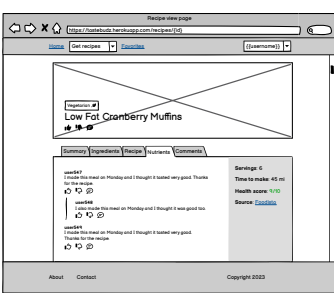 Recipe view page
https://tastebudz.herokuapp.com/recipes/{id}
Home Get recipes Favorites {{username}}
Vegetarian
Low Fat Cranberry Muffins
Summary Ingredients Recipe Nutrients Comments
user547
I made this meal on Monday and I thought it tasted very good. Thanks
for the recipe.
user548
I also made this meal on Monday and I thought it was good too.
user549
I made this meal on Monday and I thought it tasted very good.
Thanks for the recipe.
Servings: 6
Time to make: 45 mi
Health score: 9/10
Source: Foodista
About Contact Copyright 2023